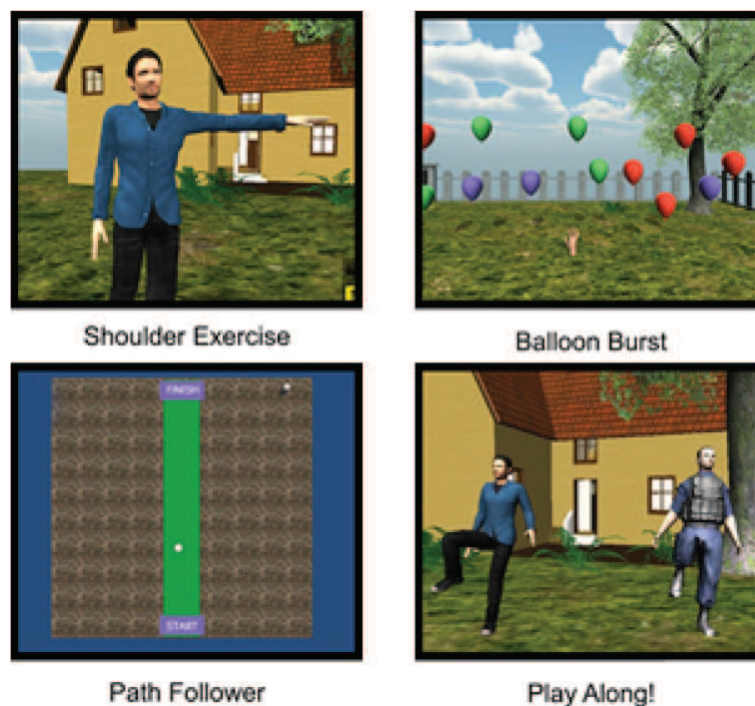 Shoulder Exercise
Balloon Burst
FINISH
START
Path Follower
Play Along!